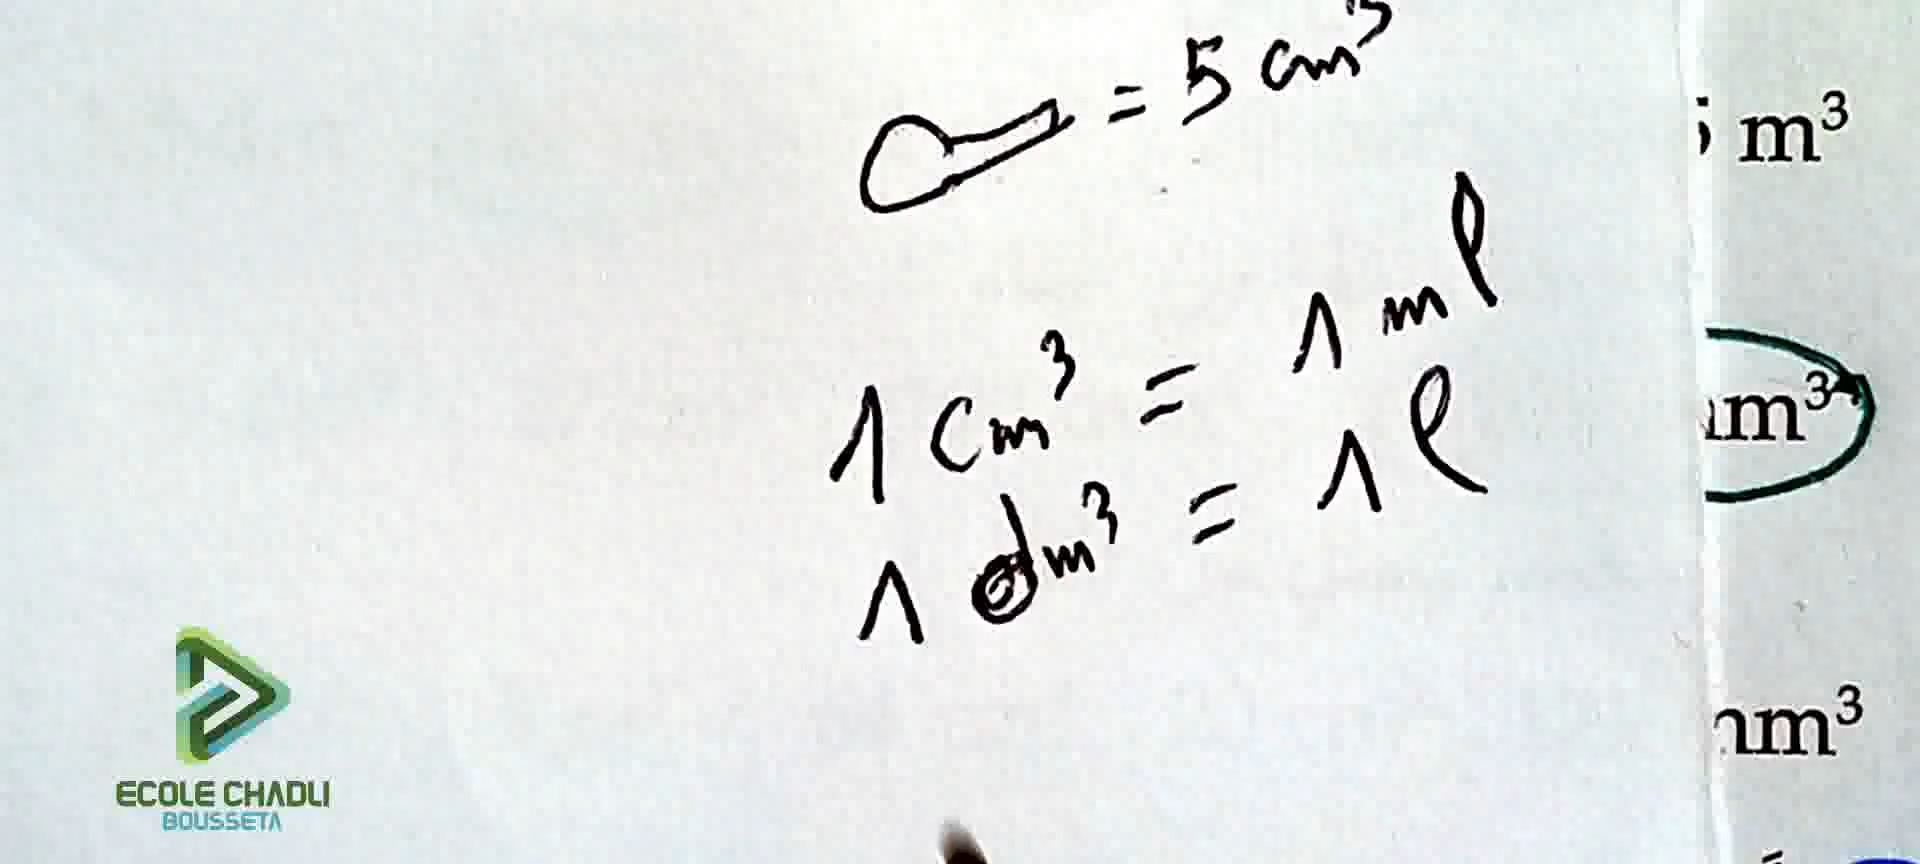 = 5 cm³
m³
1 cm³ = 1 ml
m³
1 dm³ = 1 l
m³
ECOLE CHADLI
BOUSSETA